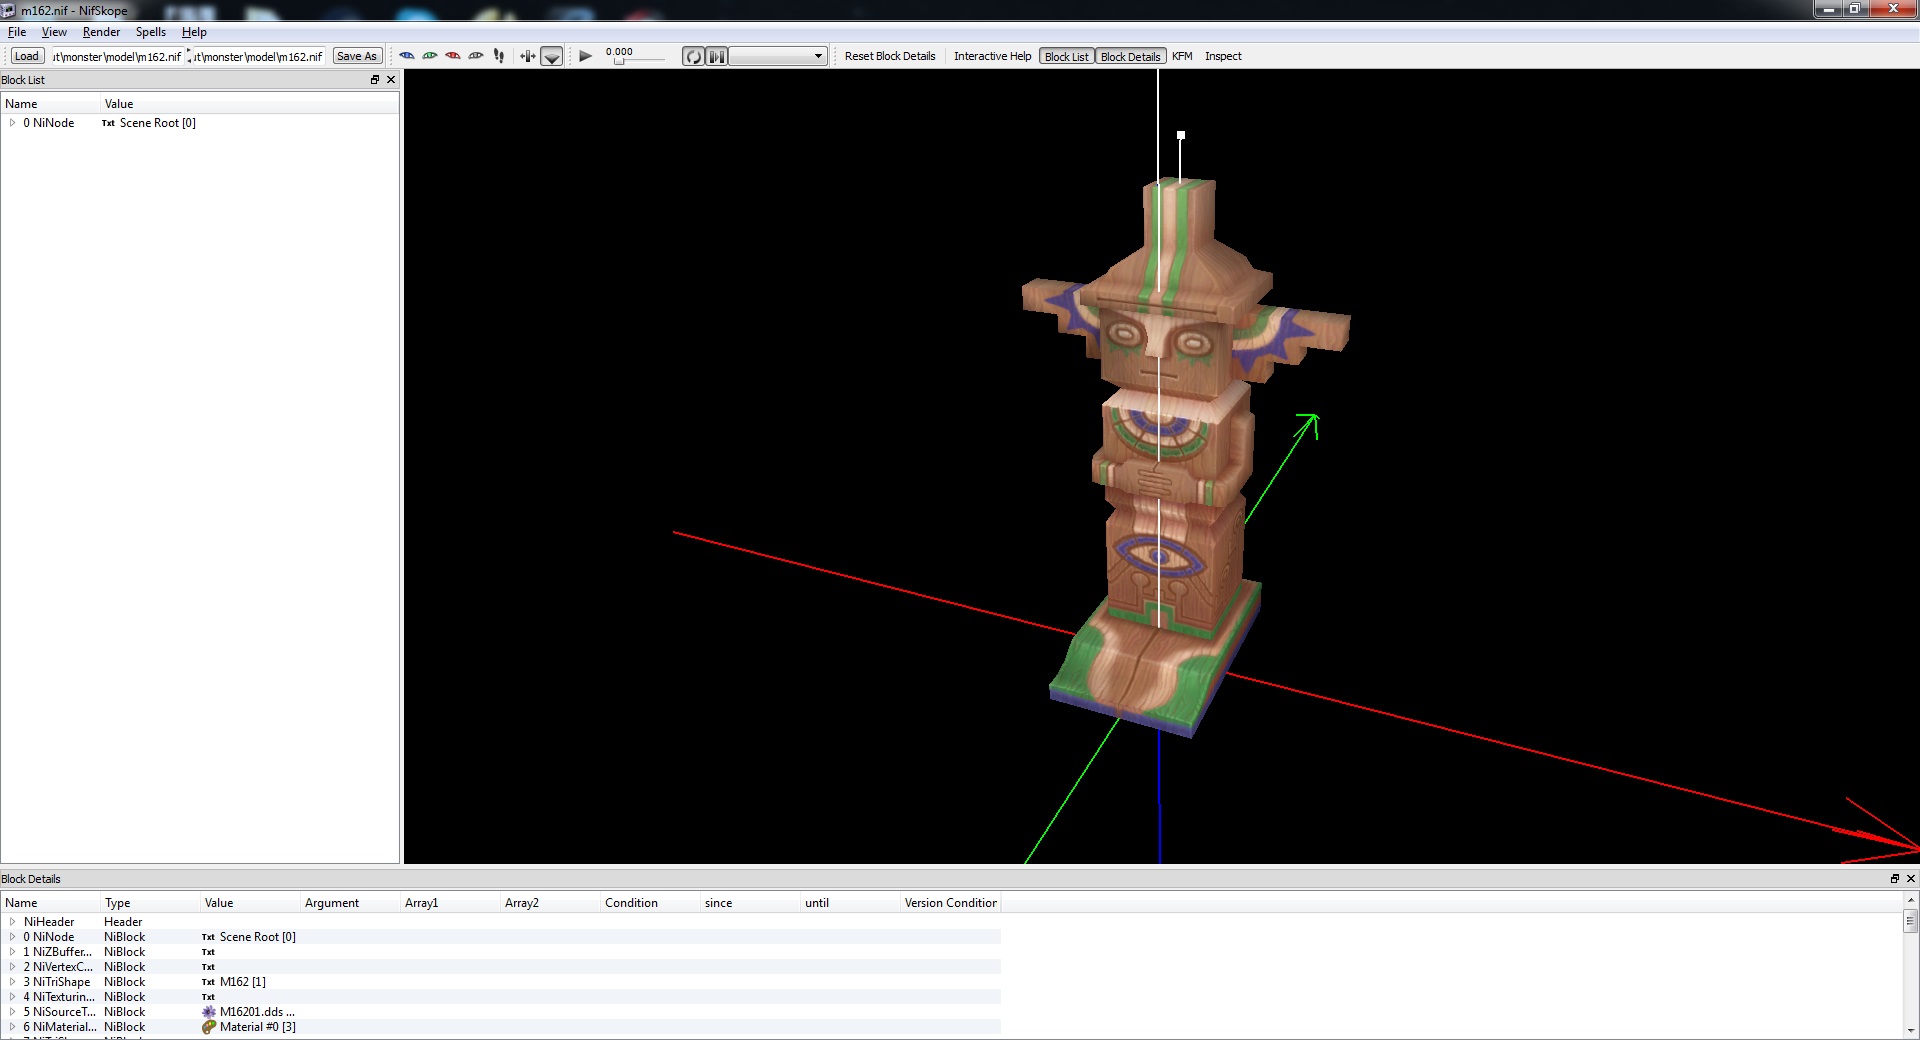 m162.nif - NifSkope
File View Render Spells Help
Load ut\monster\model\m162.nif ut\monster\model\m162.nif Save As 0.000 Reset Block Details Interactive Help Block List Block Details KFM Inspect
Block List
Name Value
0 NiNode Txt Scene Root [0]
Block Details
Name Type Value Argument Array1 Array2 Condition since until Version Condition
NiHeader Header
0 NiNode NiBlock Txt Scene Root [0]
1 NiZBuffer... NiBlock Txt
2 NiVertexC... NiBlock Txt
3 NiTriShape NiBlock Txt M162 [1]
4 NiTexturin... NiBlock Txt
5 NiSourceT... NiBlock M16201.dds ...
6 NiMaterial... NiBlock Material #0 [3]